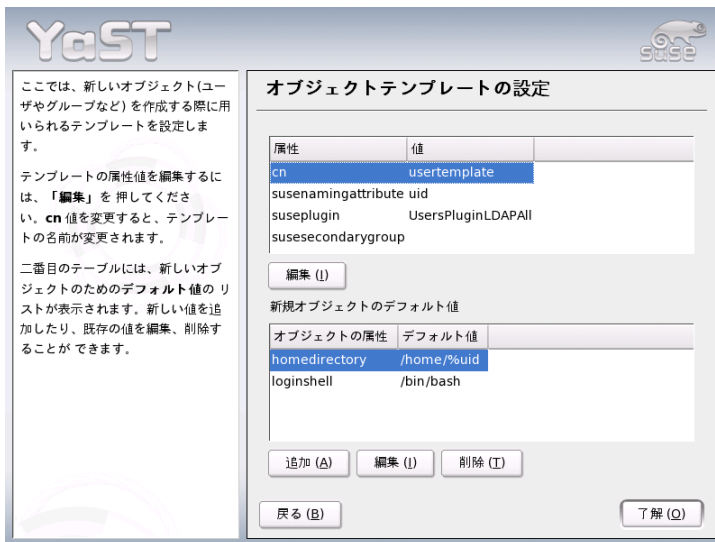 YaST
SUSE
ここでは、新しいオブジェクト(ユー
ザやグループなど) を作成する際に用
いられるテンプレートを設定しま
す。
テンプレートの属性値を編集するに
は、「編集」を 押してくださ
い。cn 値を変更すると、テンプレー
トの名前が変更されます。
二番目のテーブルには、新しいオブ
ジェクトのためのデフォルト値の リ
ストが表示されます。新しい値を追
加したり、既存の値を編集、削除す
ることが できます。
オブジェクトテンプレートの設定
属性 値
cn usertemplate
susenamingattribute uid
suseplugin UsersPluginLDAPAll
susesecondarygroup
編集 (I)
新規オブジェクトのデフォルト値
オブジェクトの属性 デフォルト値
homedirectory /home/%uid
loginshell /bin/bash
追加 (A) 編集 (I) 削除 (T)
戻る (B) 了解 (O)